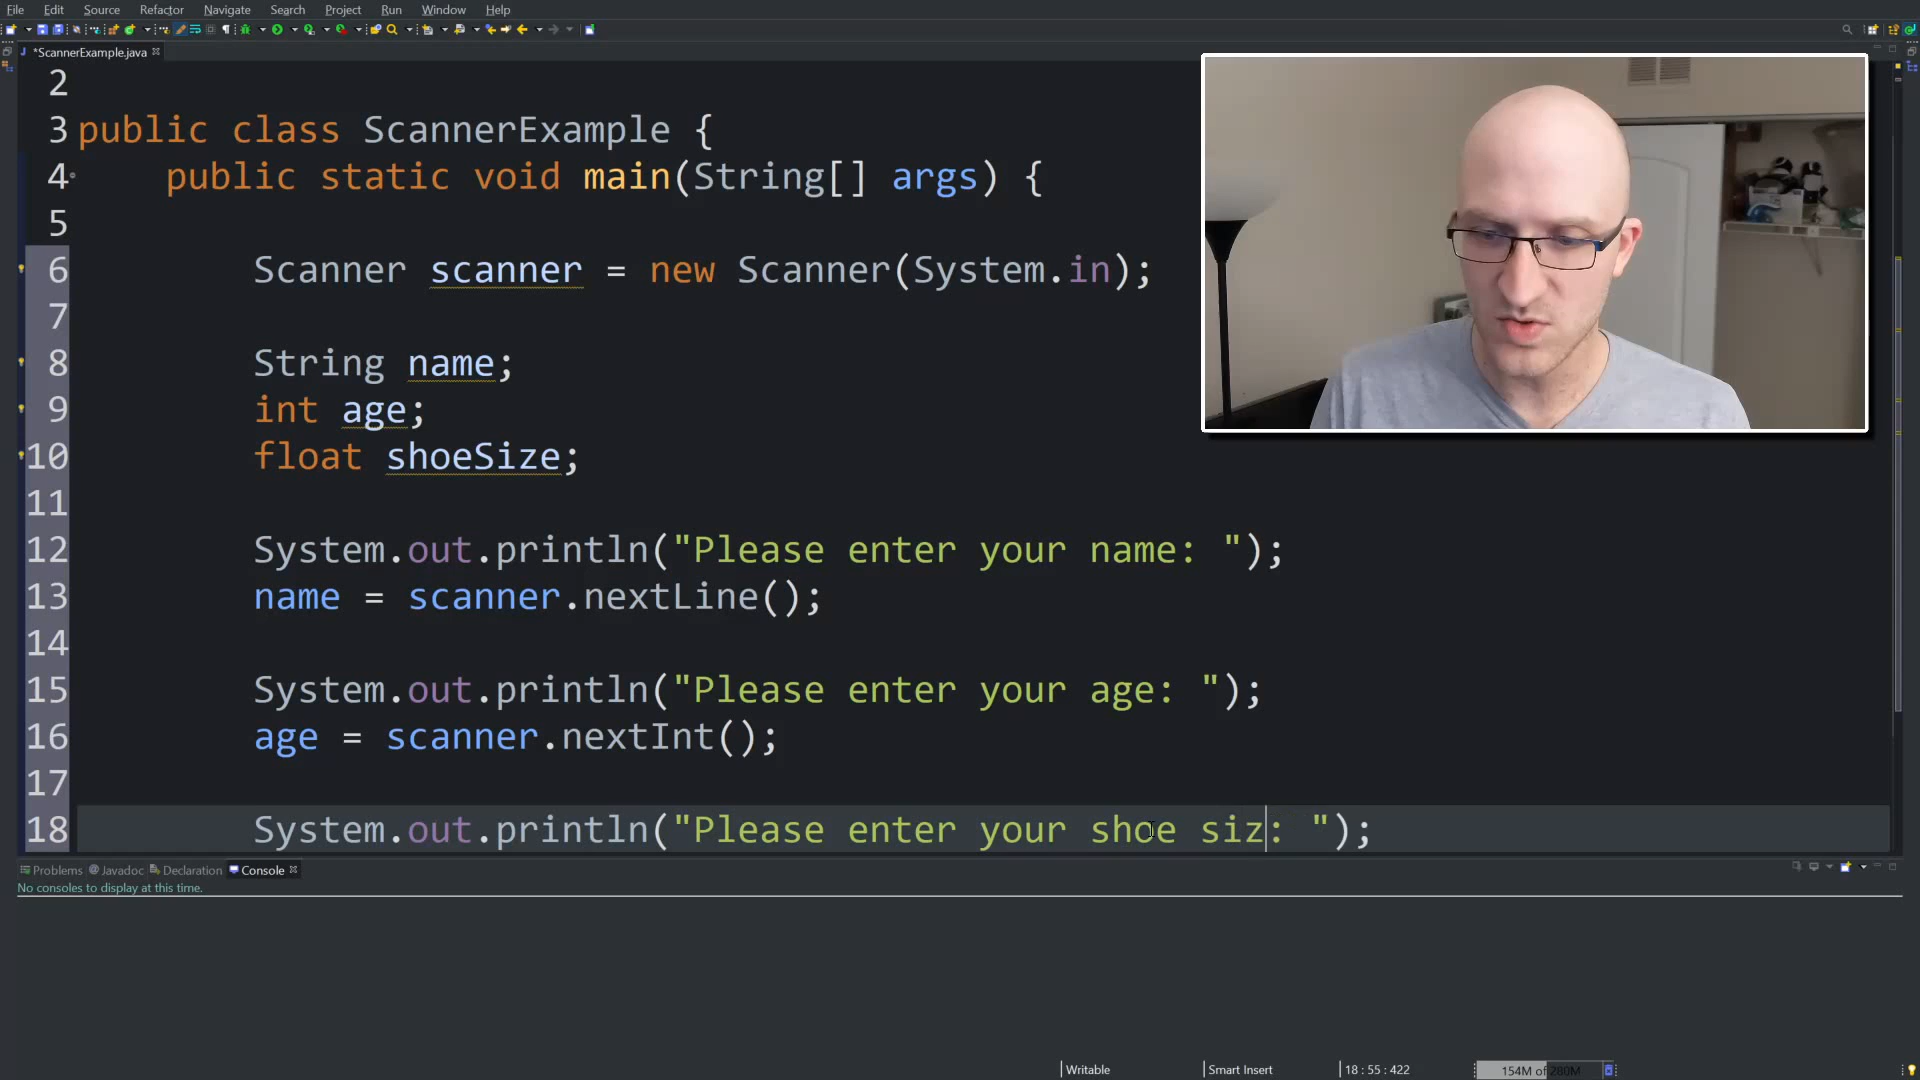 File Edit Source Refactor Navigate Search Project Run Window Help
*ScannerExample.java
2
3 public class ScannerExample {
4 public static void main(String[] args) {
5
6 Scanner scanner = new Scanner(System.in);
7
8 String name;
9 int age;
10 float shoeSize;
11
12 System.out.println("Please enter your name: ");
13 name = scanner.nextLine();
14
15 System.out.println("Please enter your age: ");
16 age = scanner.nextInt();
17
18 System.out.println("Please enter your shoe siz: ");
Problems Javadoc Declaration Console
No consoles to display at this time.
Writable Smart Insert 18 : 55 : 422 154M of 280M